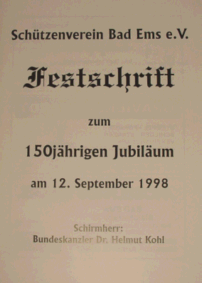 Schützenverein Bad Ems e.V.
Festschrift
zum
150jährigen Jubiläum
am 12. September 1998
Schirmherr:
Bundeskanzler Dr. Helmut Kohl